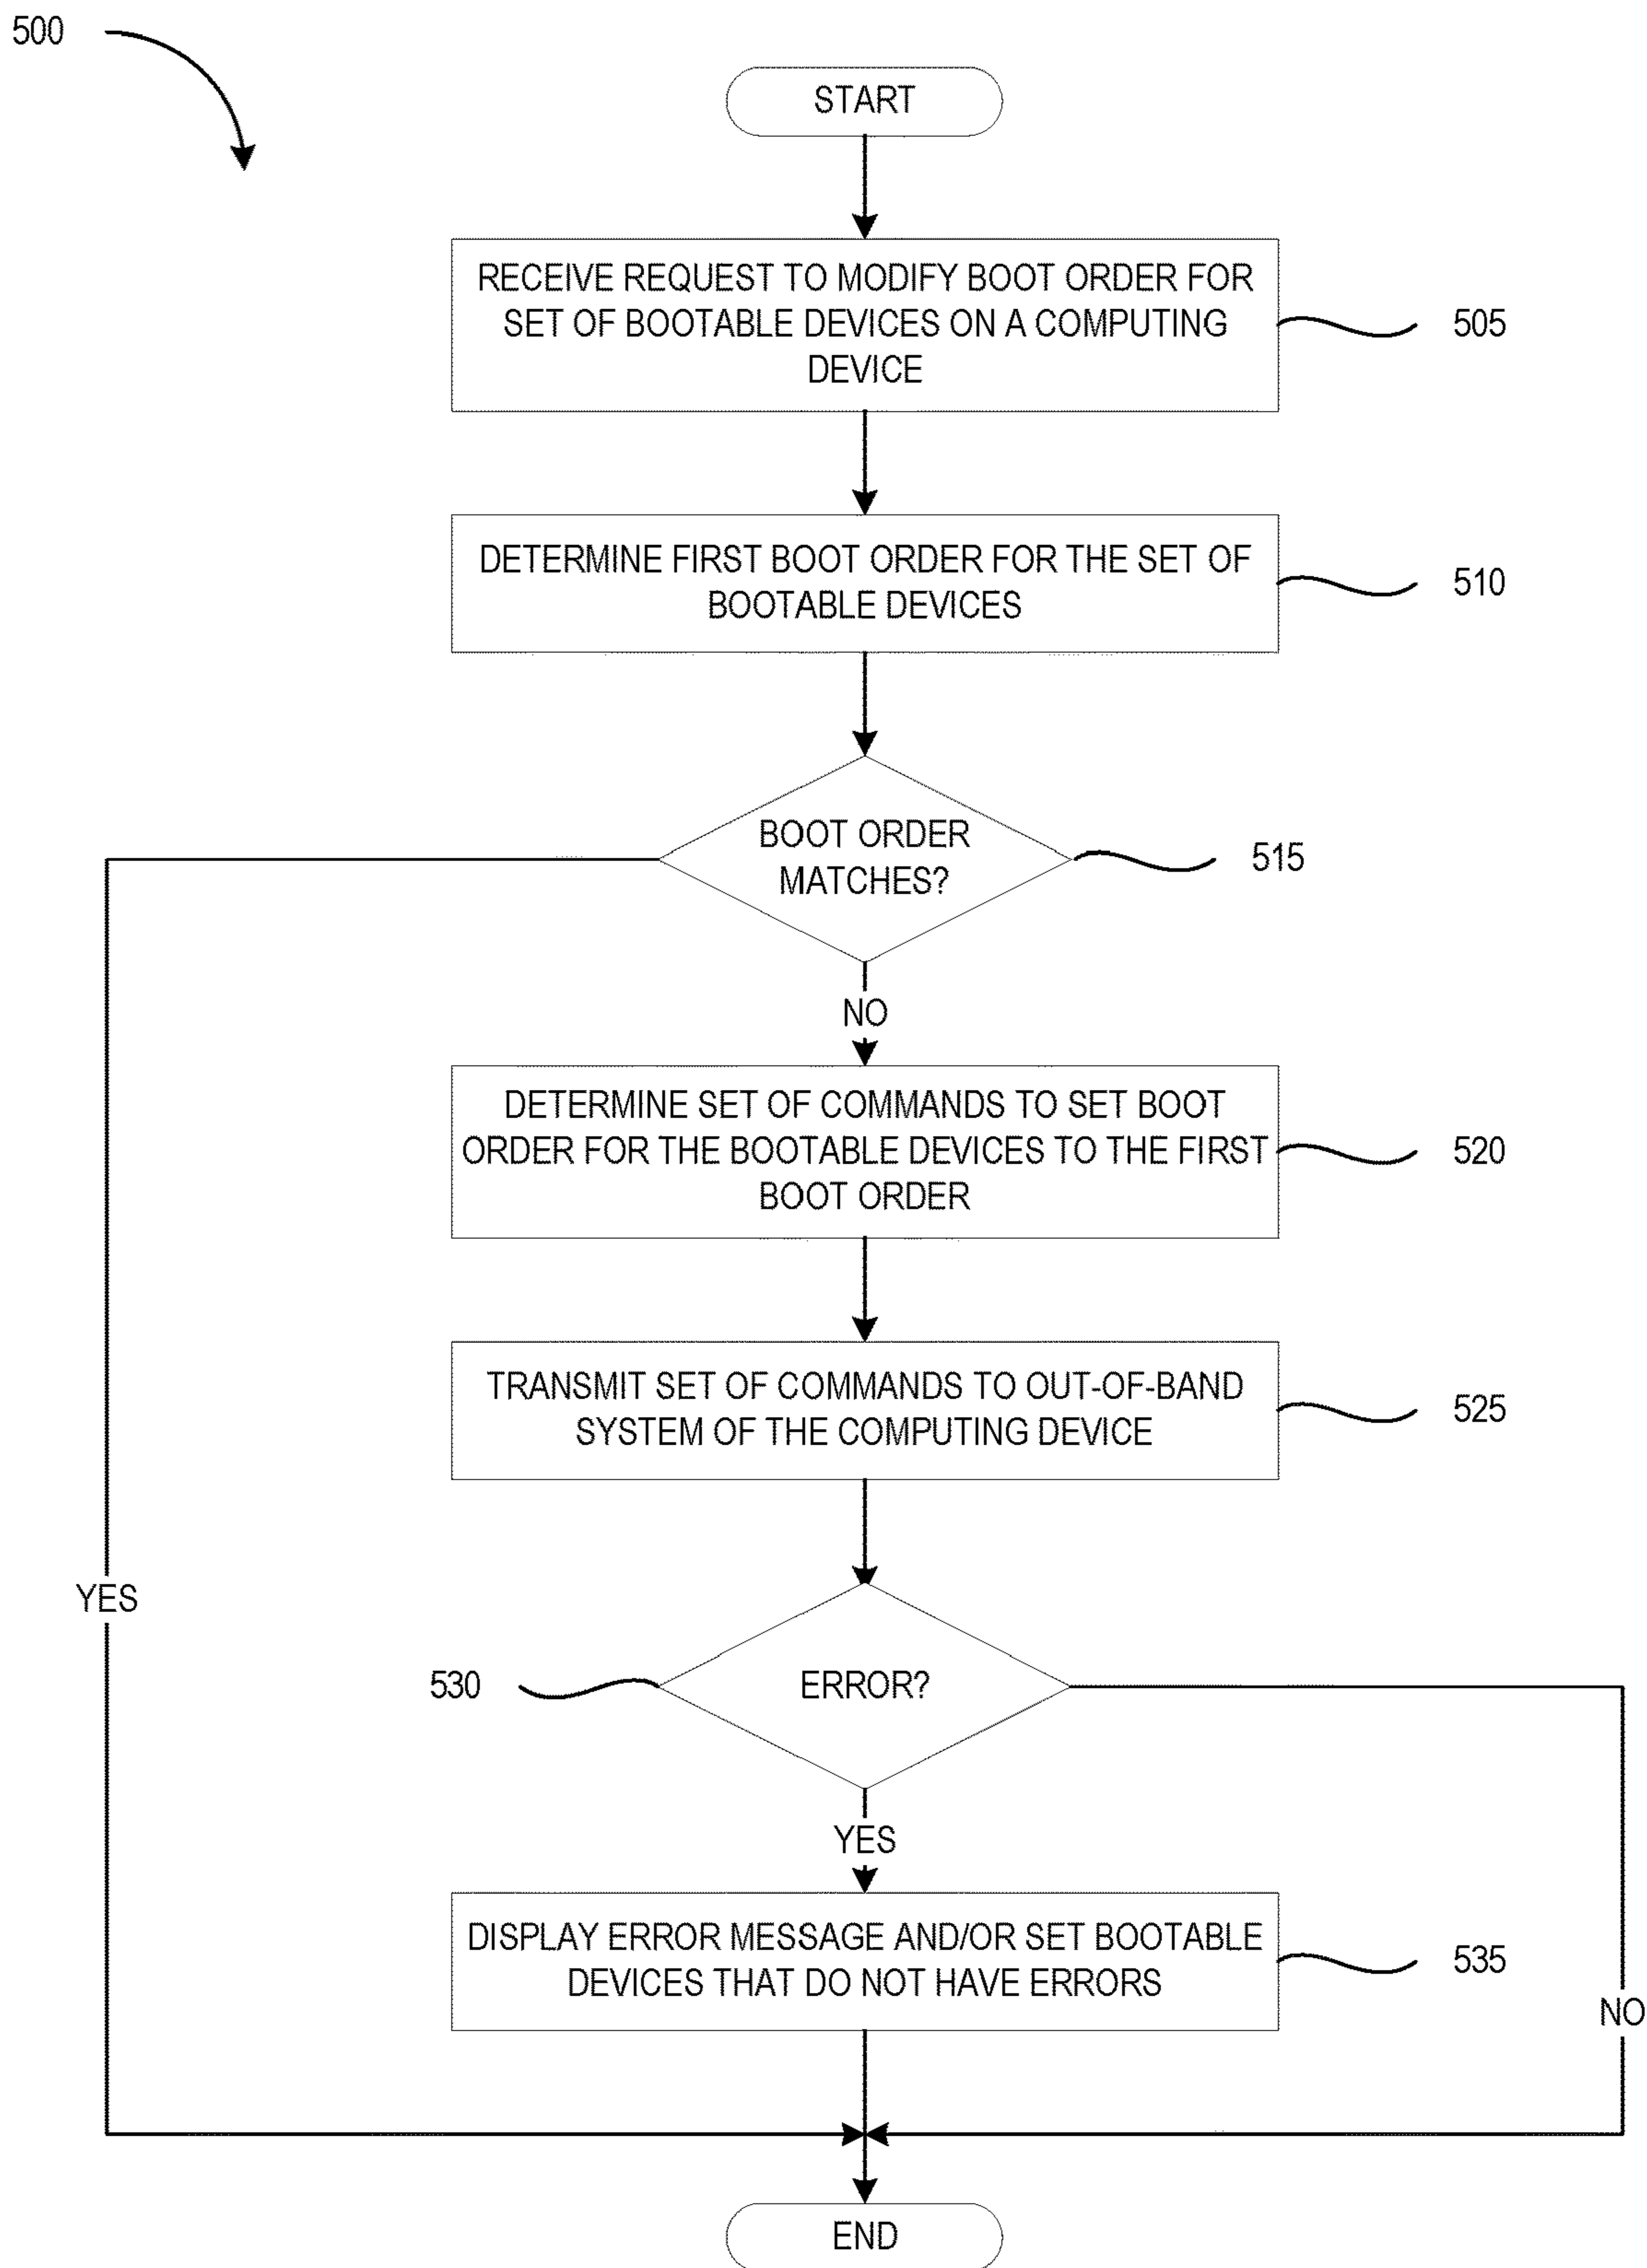 500
START
RECEIVE REQUEST TO MODIFY BOOT ORDER FOR
SET OF BOOTABLE DEVICES ON A COMPUTING
DEVICE
505
DETERMINE FIRST BOOT ORDER FOR THE SET OF
BOOTABLE DEVICES
510
BOOT ORDER
MATCHES?
515
NO
DETERMINE SET OF COMMANDS TO SET BOOT
ORDER FOR THE BOOTABLE DEVICES TO THE FIRST
BOOT ORDER
520
TRANSMIT SET OF COMMANDS TO OUT-OF-BAND
SYSTEM OF THE COMPUTING DEVICE
525
YES
530
ERROR?
YES
DISPLAY ERROR MESSAGE AND/OR SET BOOTABLE
DEVICES THAT DO NOT HAVE ERRORS
535
NO
END